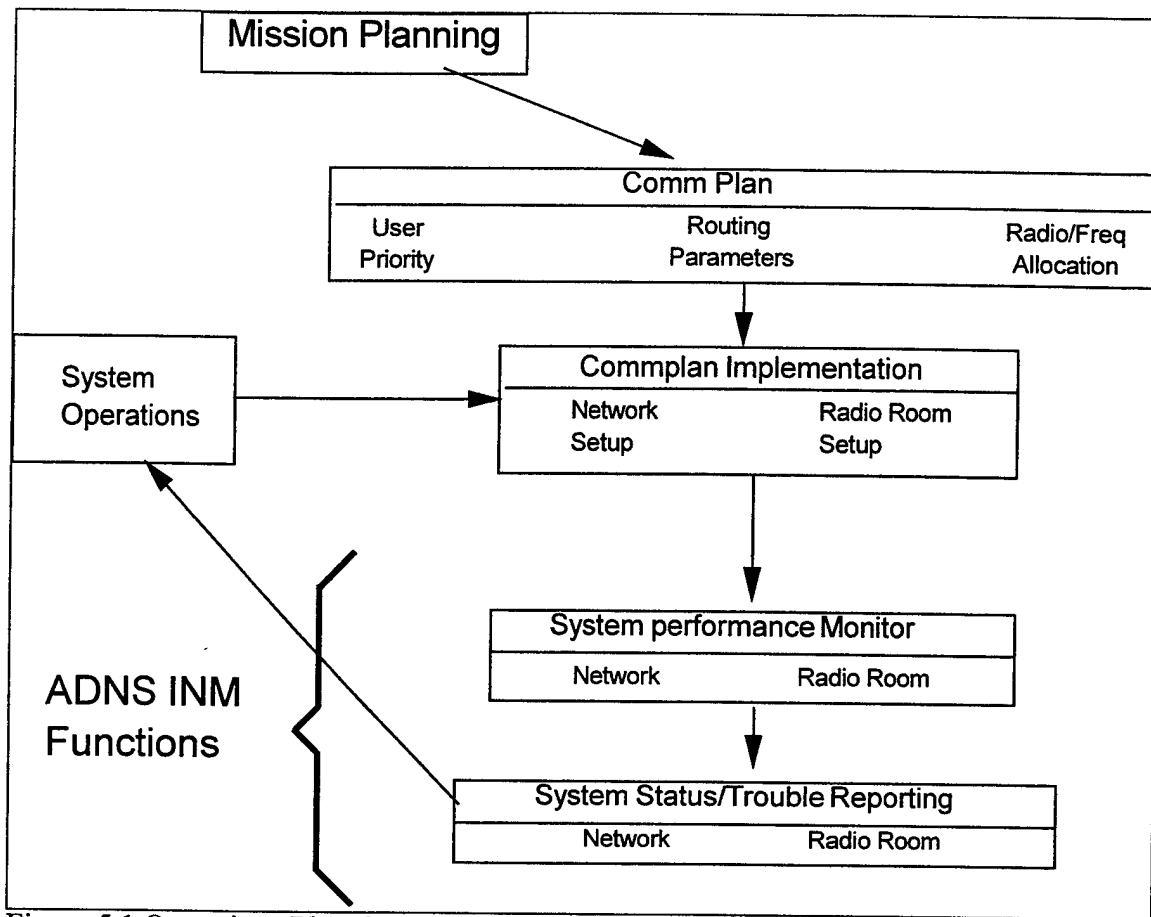 Mission Planning
Comm Plan
User
Priority
Routing
Parameters
Radio/Freq
Allocation
System
Operations
Commplan Implementation
Network
Setup
Radio Room
Setup
System performance Monitor
Network
Radio Room
ADNS INM
Functions
System Status/Trouble Reporting
Network
Radio Room